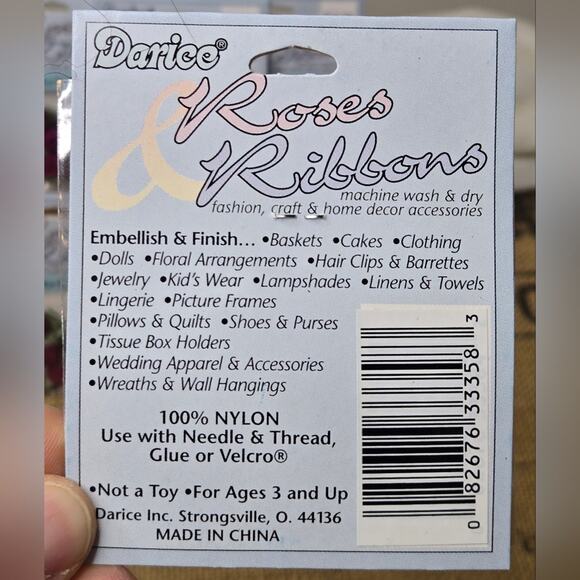 Darice®
Roses
& Ribbons
machine wash & dry
fashion, craft & home decor accessories
Embellish & Finish... •Baskets •Cakes •Clothing
•Dolls •Floral Arrangements •Hair Clips & Barrettes
•Jewelry •Kid's Wear •Lampshades •Linens & Towels
•Lingerie •Picture Frames
•Pillows & Quilts •Shoes & Purses
•Tissue Box Holders
•Wedding Apparel & Accessories
•Wreaths & Wall Hangings
100% NYLON
Use with Needle & Thread,
Glue or Velcro®
•Not a Toy •For Ages 3 and Up
Darice Inc. Strongsville, O. 44136
MADE IN CHINA
0 82676 33358 3